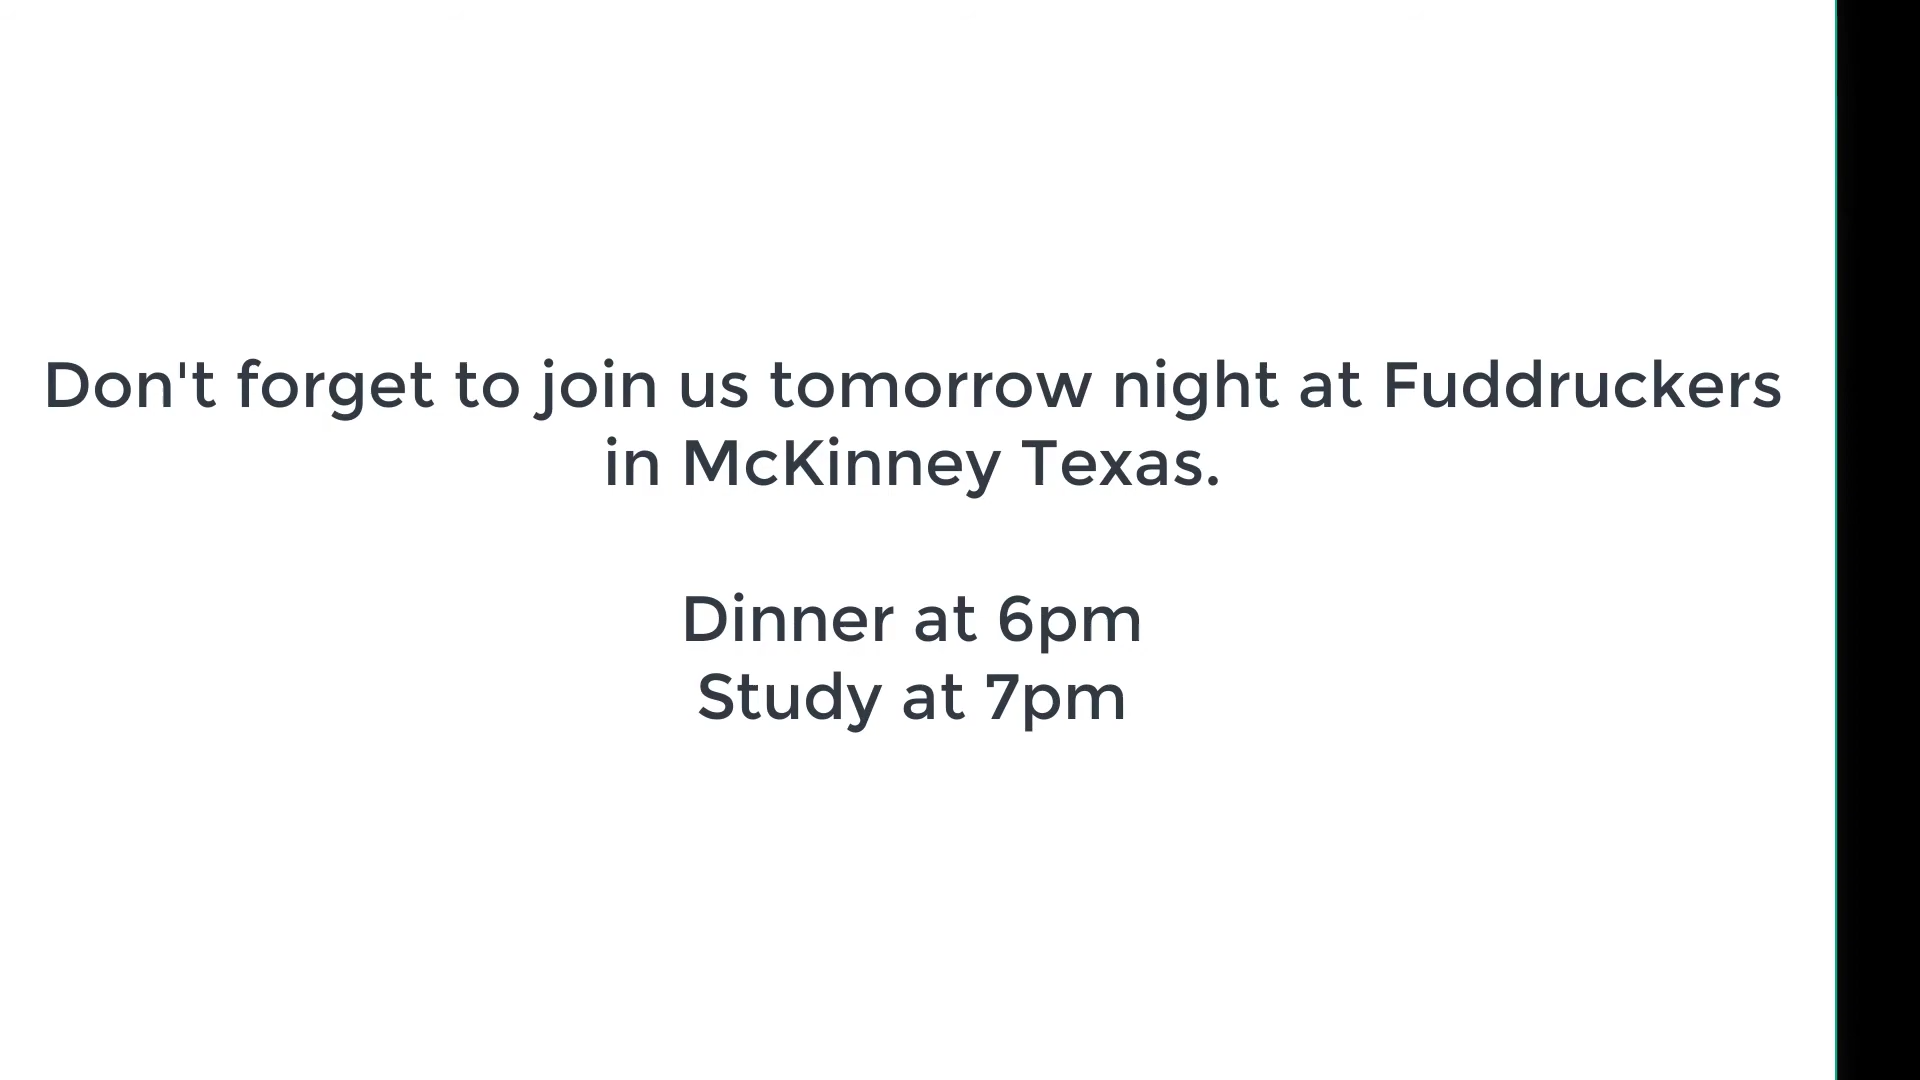 Don't forget to join us tomorrow night at Fuddruckers
in McKinney Texas.
Dinner at 6pm
Study at 7pm